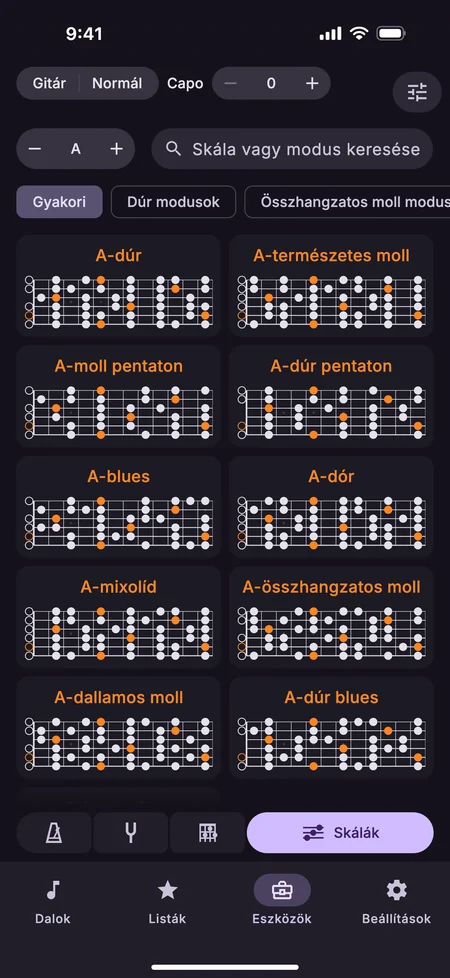 9:41
Gitár Normál Capo − 0 +
− A + Skála vagy modus keresése
Gyakori Dúr modusok Összhangzatos moll modus
A-dúr A-természetes moll
A-moll pentaton A-dúr pentaton
A-blues A-dór
A-mixolíd A-összhangzatos moll
A-dallamos moll A-dúr blues
Skálák
Dalok Listák Eszközök Beállítások